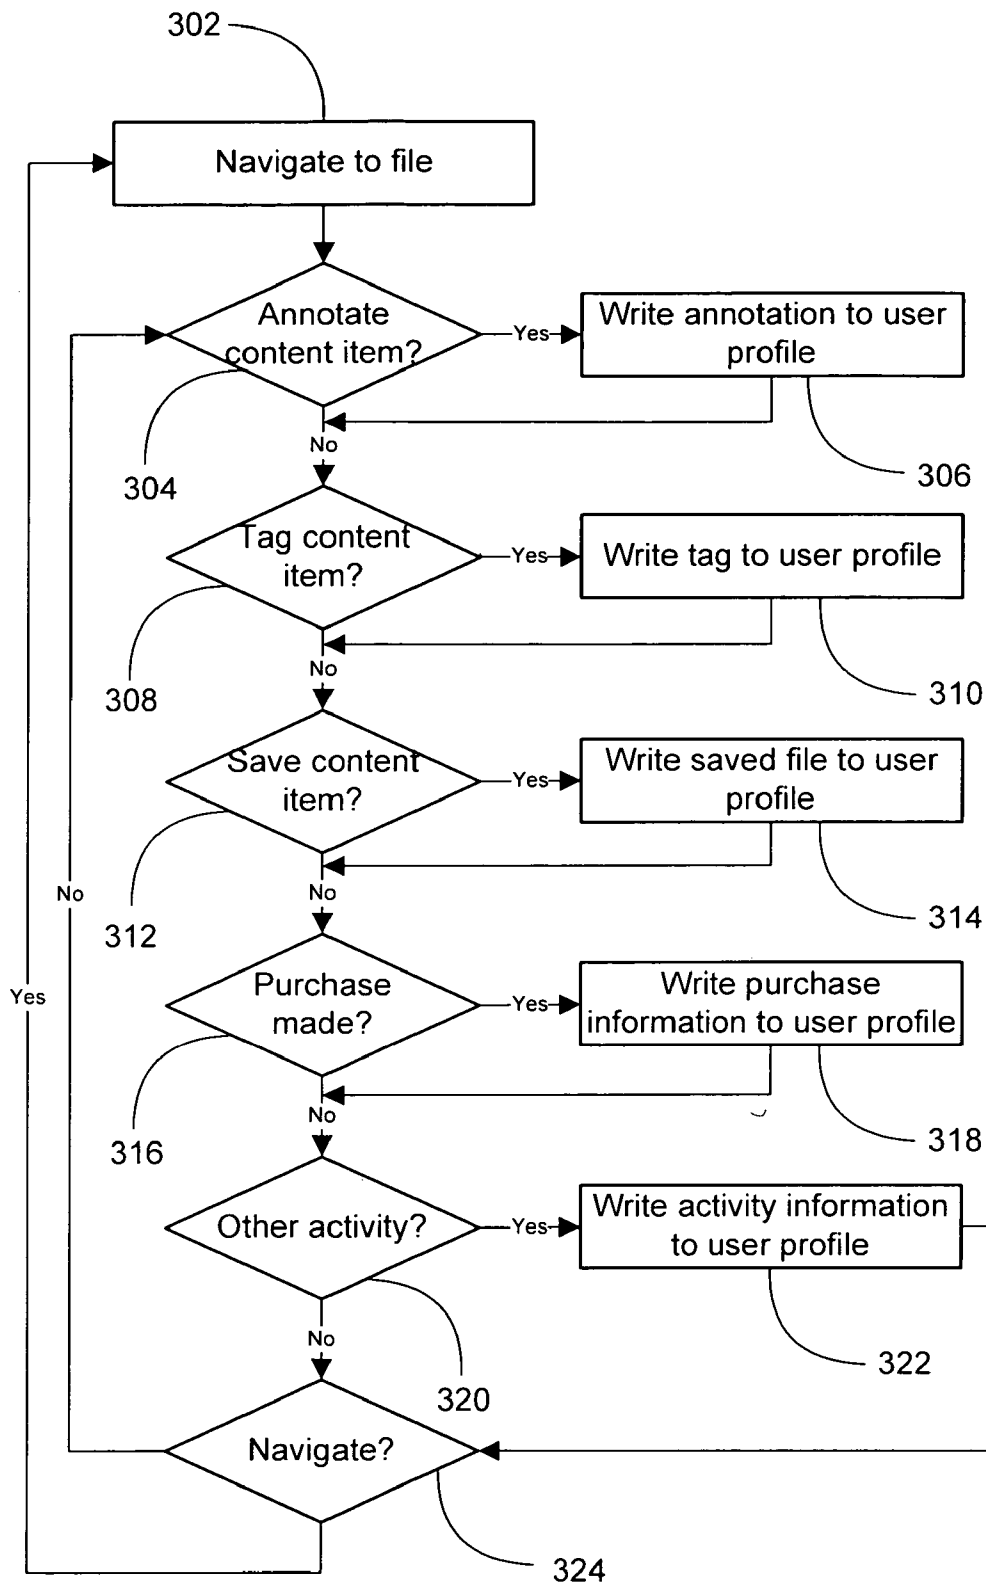 302
Navigate to file
Annotate
content item?
Yes
Write annotation to user
profile
No
304
306
Tag content
item?
Yes
Write tag to user profile
No
308
310
Save content
item?
Yes
Write saved file to user
profile
No
No
312
314
Purchase
made?
Yes
Write purchase
information to user profile
Yes
No
316
318
Other activity?
Yes
Write activity information
to user profile
No
322
320
Navigate?
324